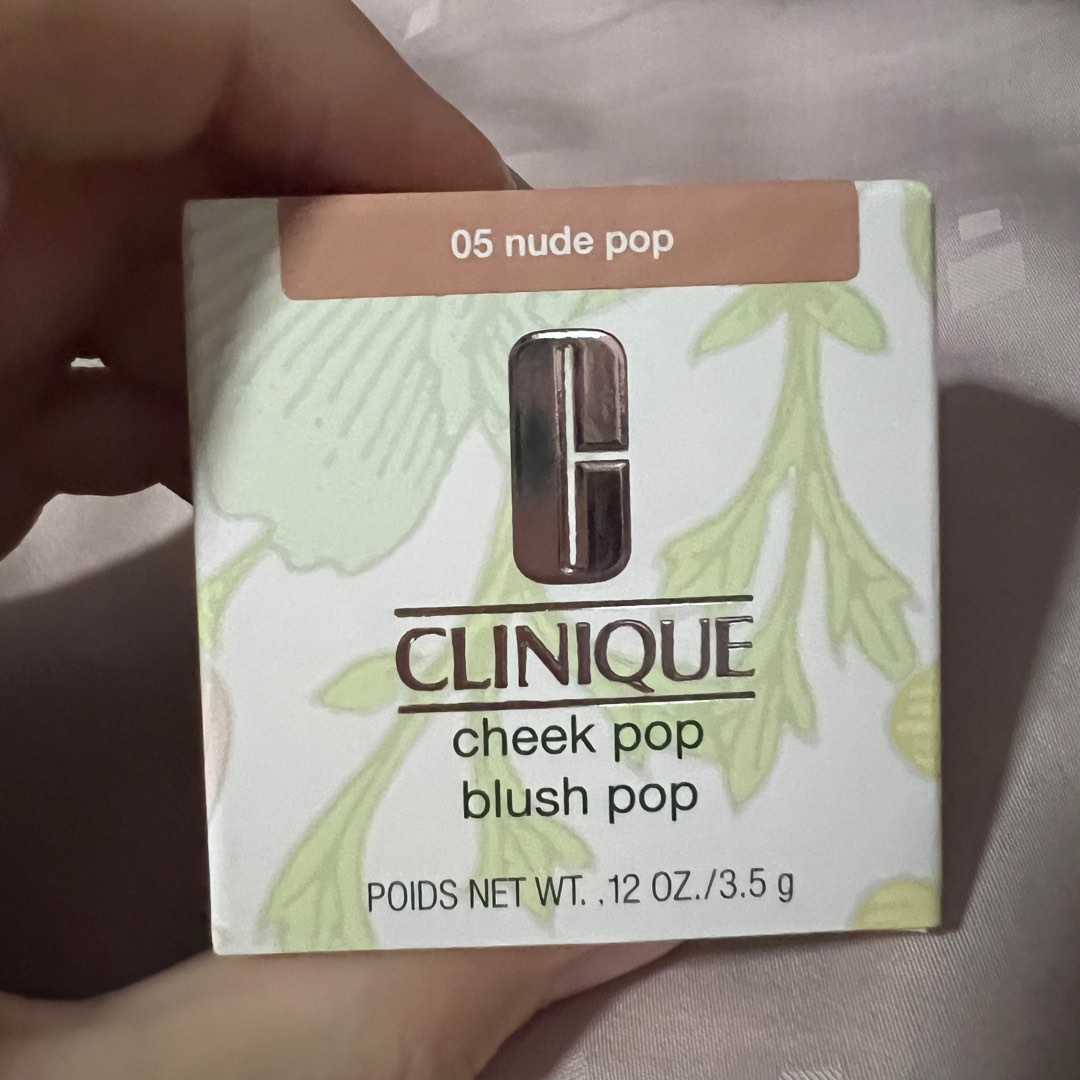 05 nude pop
CLINIQUE
cheek pop
blush pop
POIDS NET WT. .12 OZ./3.5 g